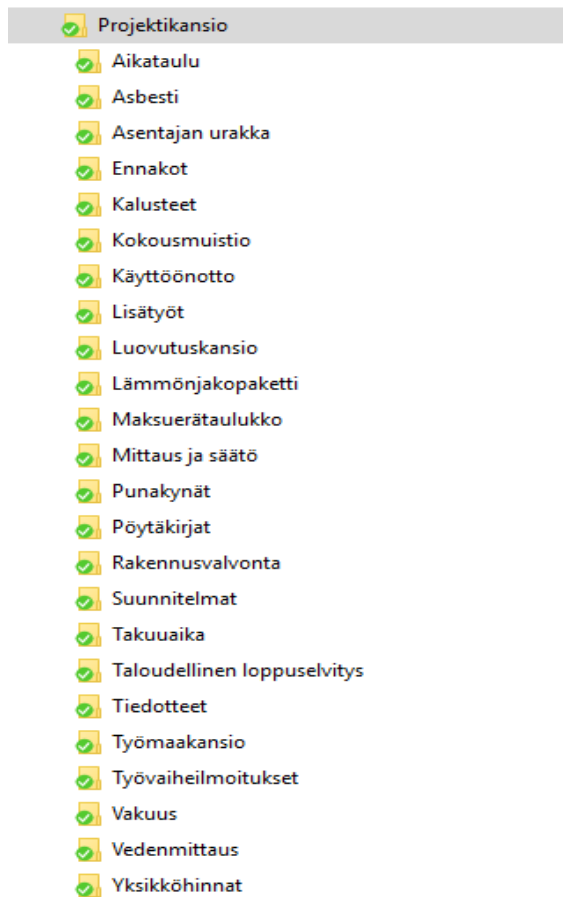 Projektikansio
Aikataulu
Asbesti
Asentajan urakka
Ennakot
Kalusteet
Kokousmuistio
Käyttöönotto
Lisätyöt
Luovutuskansio
Lämmönjakopaketti
Maksuerätaulukko
Mittaus ja säätö
Punakynät
Pöytäkirjat
Rakennusvalvonta
Suunnitelmat
Takuuaika
Taloudellinen loppuselvitys
Tiedotteet
Työmaakansio
Työvaiheilmoitukset
Vakuus
Vedenmittaus
Yksikköhinnat